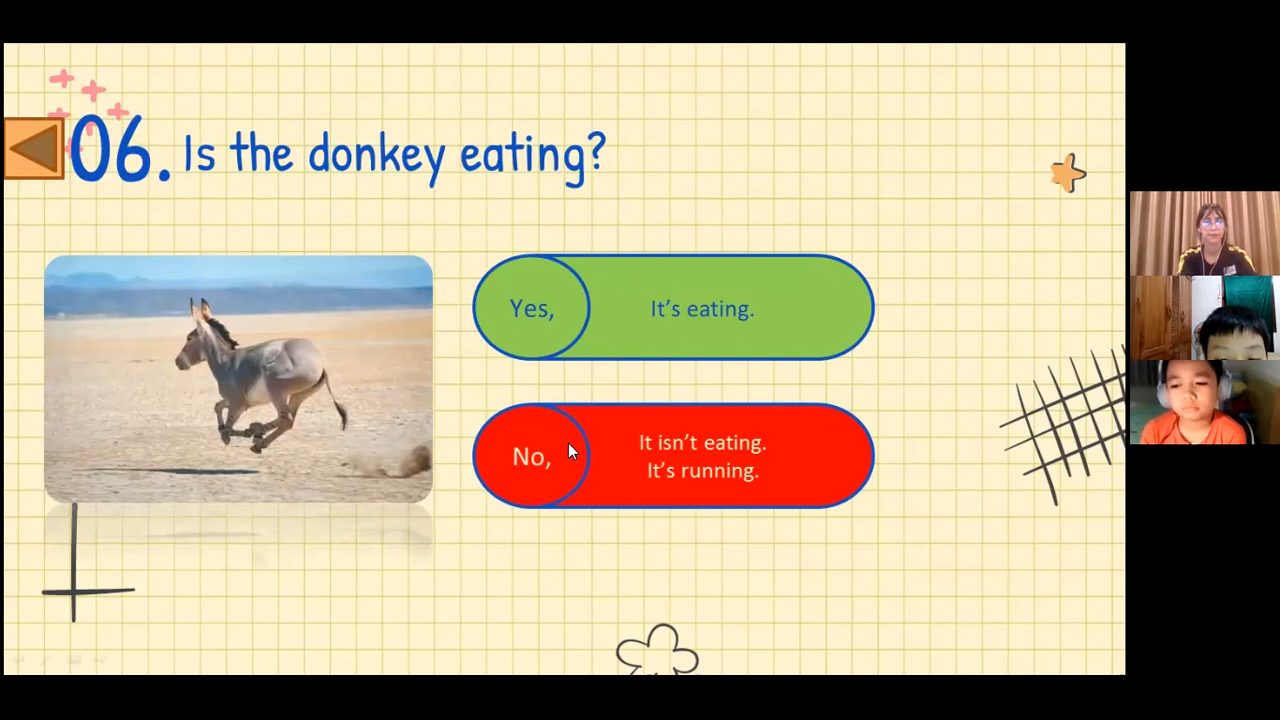 06. Is the donkey eating?
Yes, It's eating.
No, It isn't eating.
It's running.